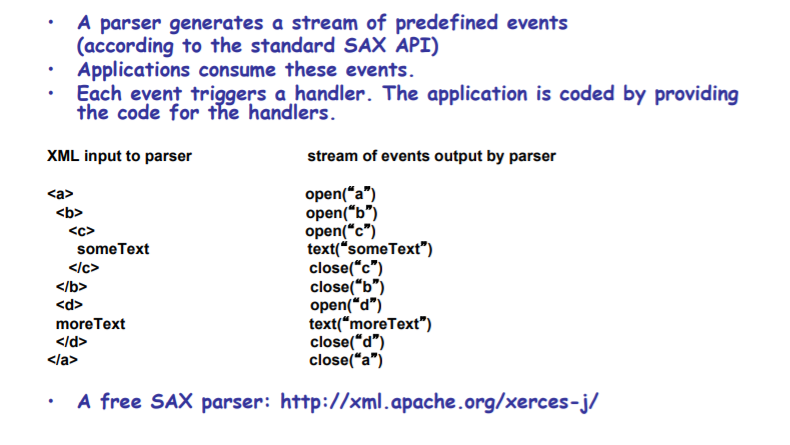 • A parser generates a stream of predefined events
(according to the standard SAX API)
• Applications consume these events.
• Each event triggers a handler. The application is coded by providing
the code for the handlers.
XML input to parser stream of events output by parser
<a> open(“a”)
<b> open(“b”)
<c> open(“c”)
someText text(“someText”)
</c> close(“c”)
</b> close(“b”)
<d> open(“d”)
moreText text(“moreText”)
</d> close(“d”)
</a> close(“a”)
• A free SAX parser: http://xml.apache.org/xerces-j/